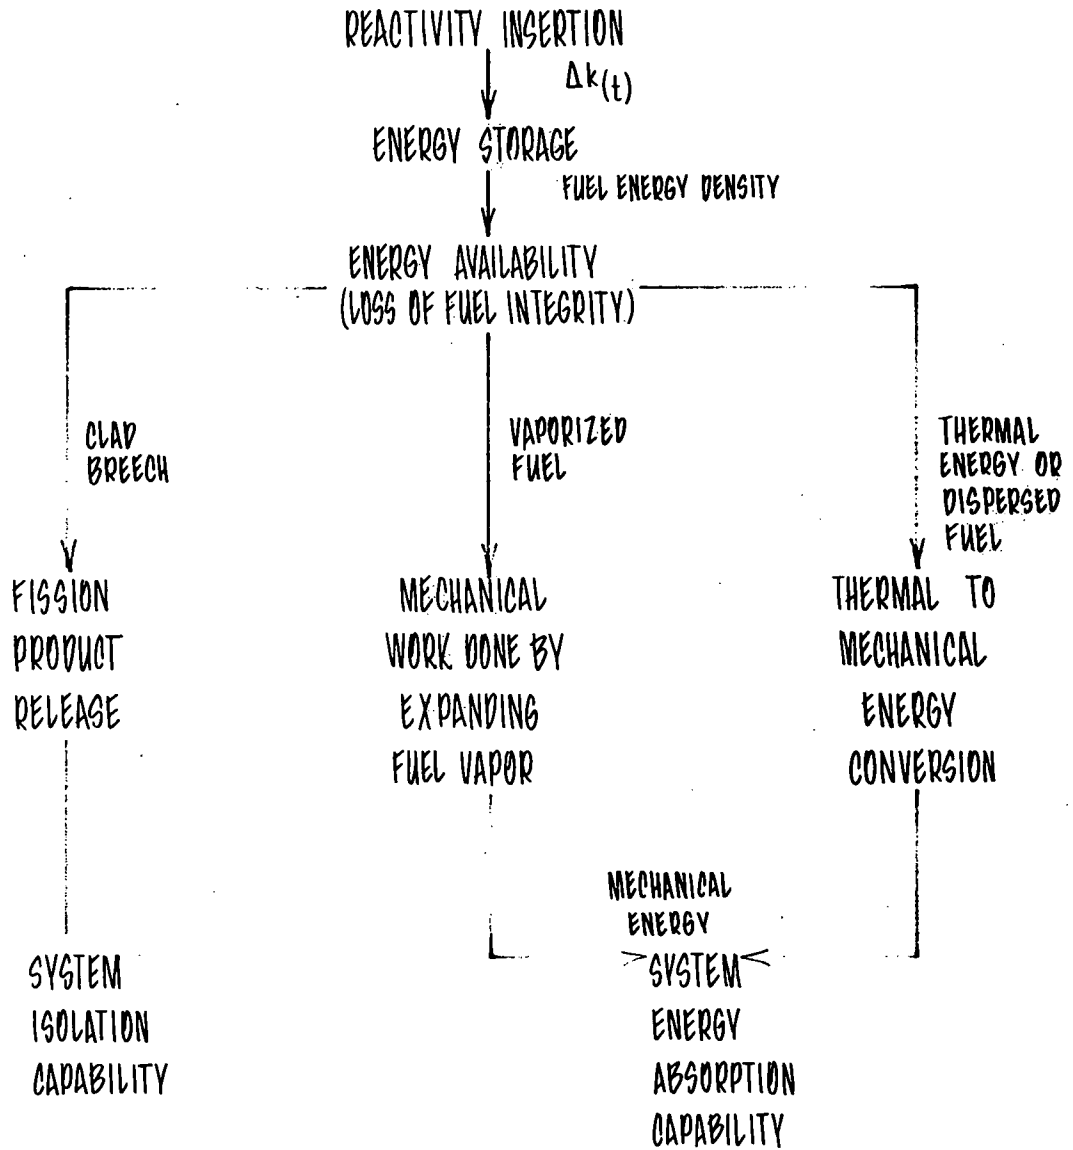 REACTIVITY INSERTION
Δk(t)
ENERGY STORAGE
FUEL ENERGY DENSITY
ENERGY AVAILABILITY
(LOSS OF FUEL INTEGRITY)
CLAD
BREECH
VAPORIZED
FUEL
THERMAL
ENERGY OR
DISPERSED
FUEL
FISSION
PRODUCT
RELEASE
MECHANICAL
WORK DONE BY
EXPANDING
FUEL VAPOR
THERMAL TO
MECHANICAL
ENERGY
CONVERSION
MECHANICAL
ENERGY
SYSTEM
ISOLATION
CAPABILITY
SYSTEM
ENERGY
ABSORPTION
CAPABILITY